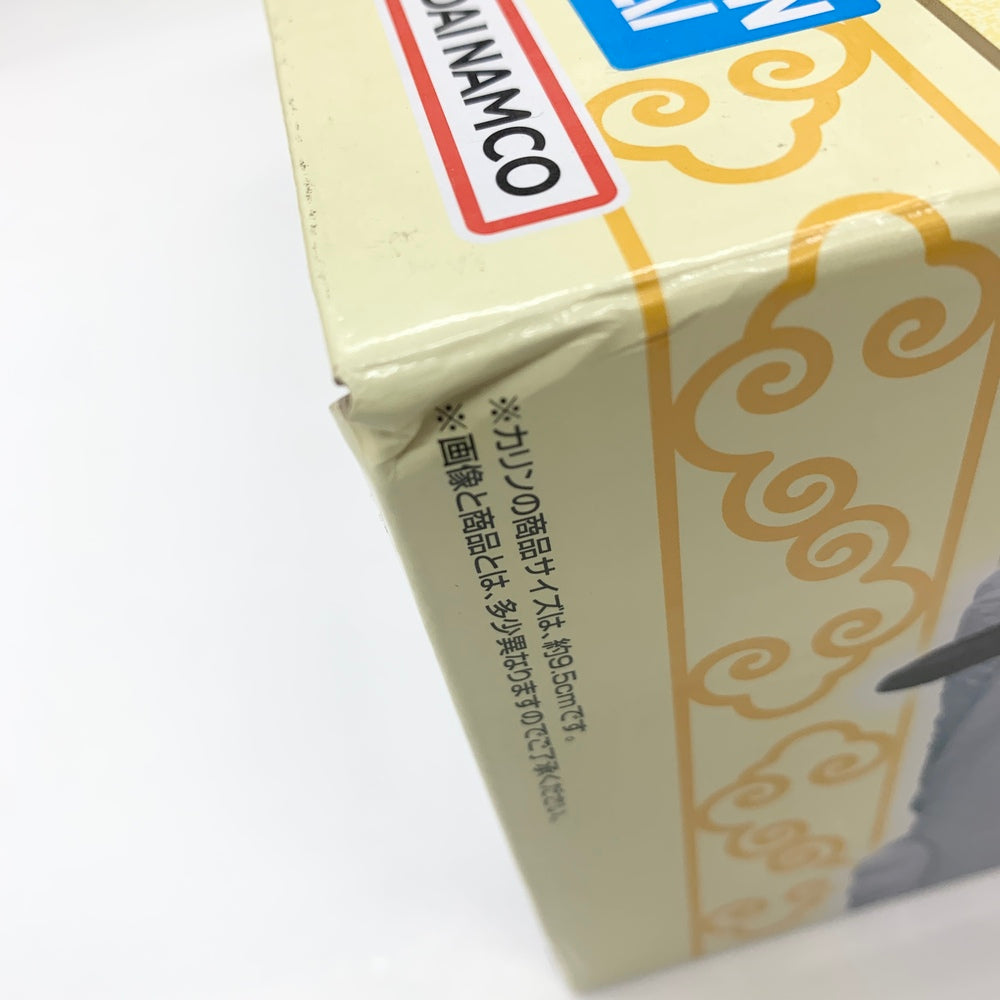 DAI NAMCO
※カリンの商品サイズは、約9.5cmです。
※画像と商品とは、多少異なりますのでご了承ください。